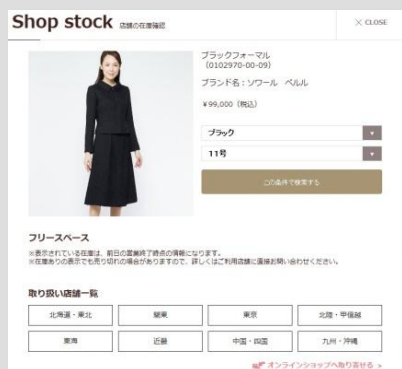 Shop stock 店舗の在庫確認
× CLOSE
ブラックフォーマル
(0102970-00-09)
ブランド名：ソワール ペルル
¥99,000（税込）
ブラック
11号
この条件で検索する
フリースペース
※表示されている在庫は、前日の営業終了時点の情報になります。
※在庫ありの表示でも売り切れの場合がありますので、詳しくはご利用店舗に直接お問い合わせください。
取り扱い店舗一覧
北海道・東北
関東
東京
北陸・甲信越
東海
近畿
中国・四国
九州・沖縄
オンラインショップへ取り寄せる »